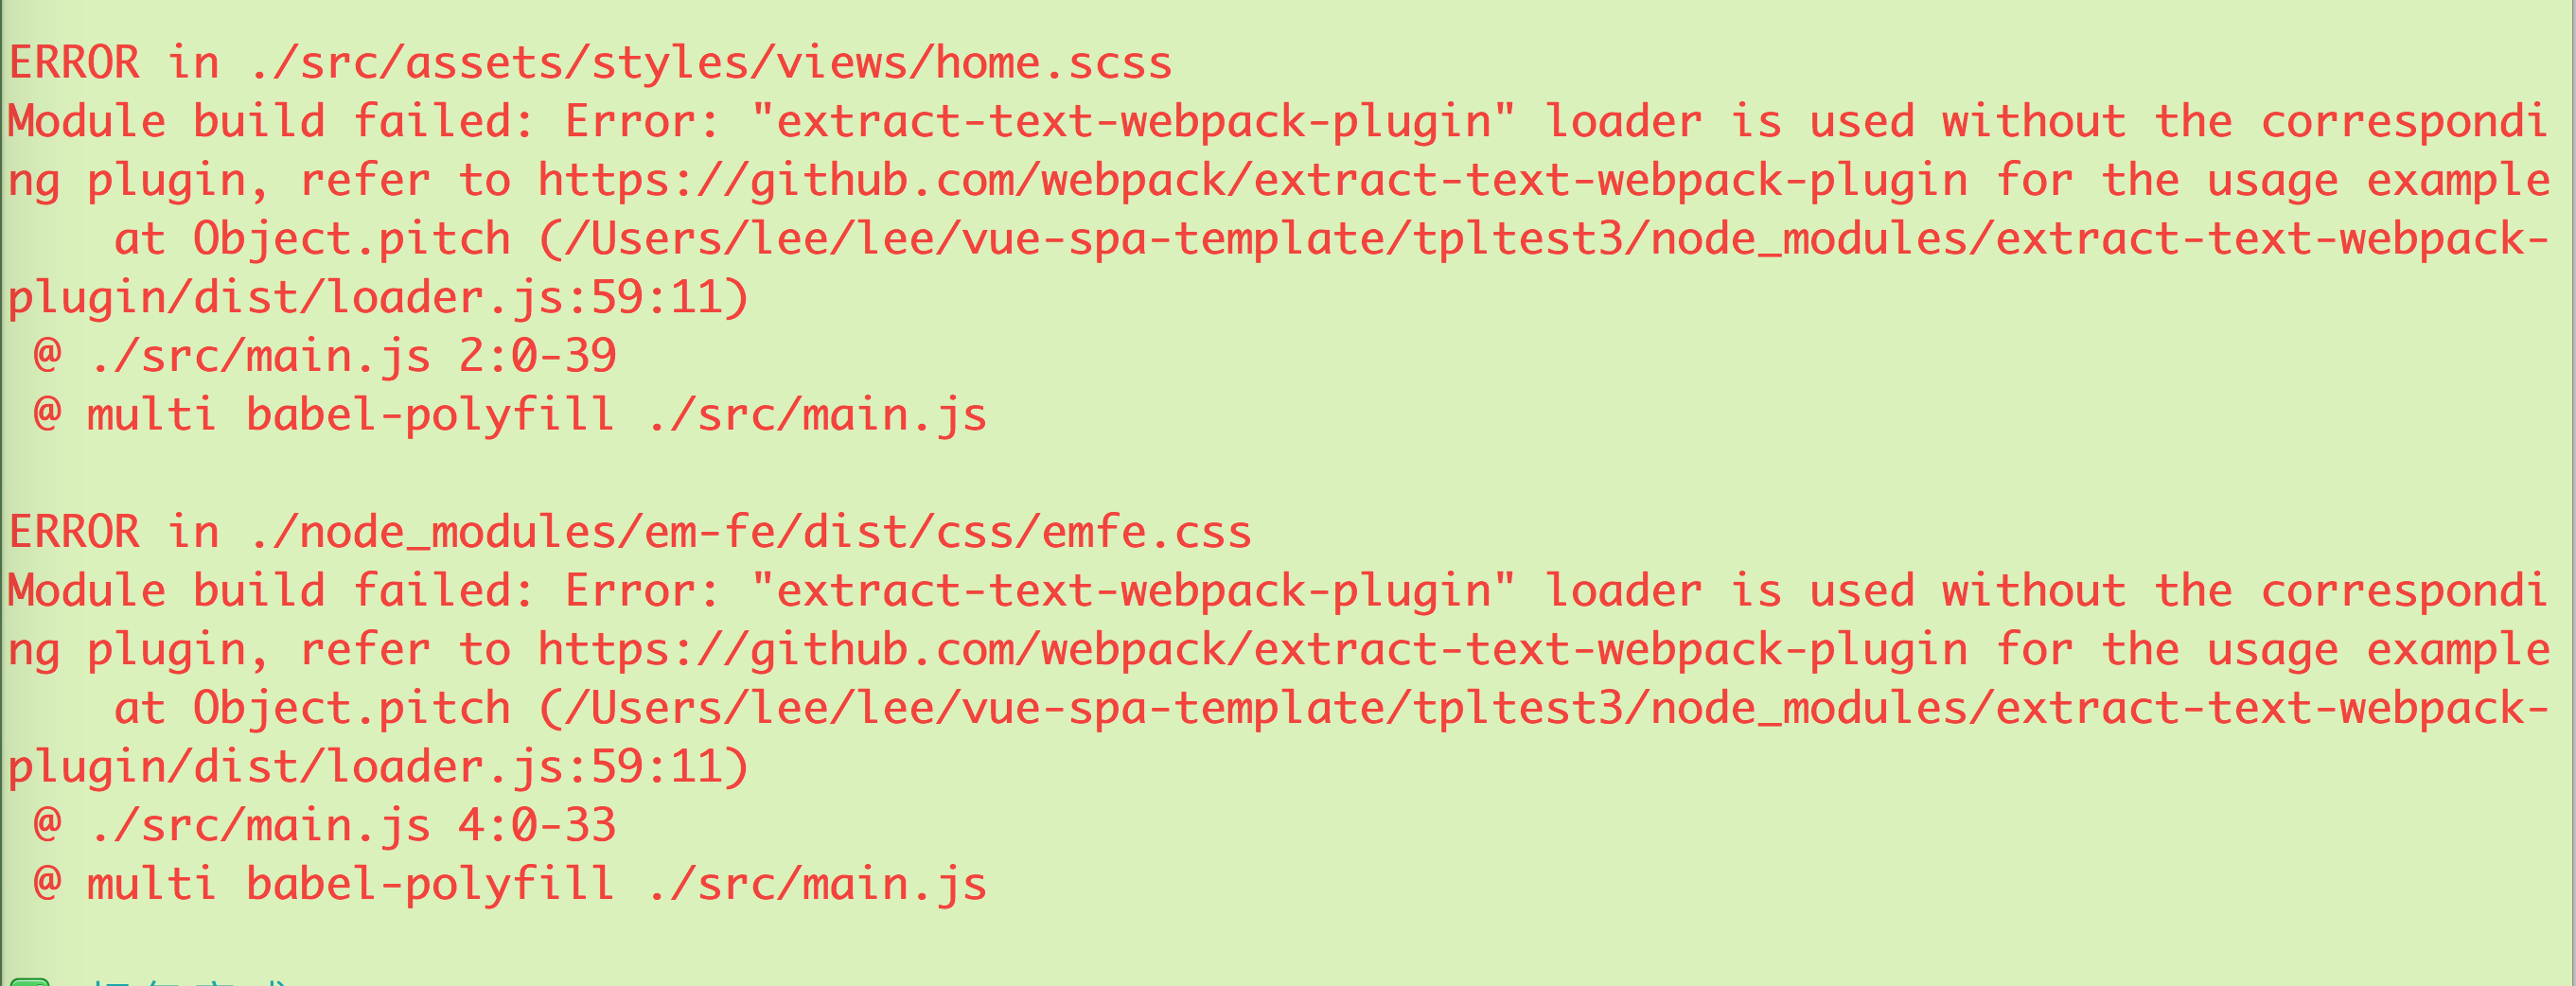 ERROR in ./src/assets/styles/views/home.scss
Module build failed: Error: "extract-text-webpack-plugin" loader is used without the correspondi
ng plugin, refer to https://github.com/webpack/extract-text-webpack-plugin for the usage example
    at Object.pitch (/Users/lee/lee/vue-spa-template/tpltest3/node_modules/extract-text-webpack-
plugin/dist/loader.js:59:11)
 @ ./src/main.js 2:0-39
 @ multi babel-polyfill ./src/main.js
ERROR in ./node_modules/em-fe/dist/css/emfe.css
Module build failed: Error: "extract-text-webpack-plugin" loader is used without the correspondi
ng plugin, refer to https://github.com/webpack/extract-text-webpack-plugin for the usage example
    at Object.pitch (/Users/lee/lee/vue-spa-template/tpltest3/node_modules/extract-text-webpack-
plugin/dist/loader.js:59:11)
 @ ./src/main.js 4:0-33
 @ multi babel-polyfill ./src/main.js